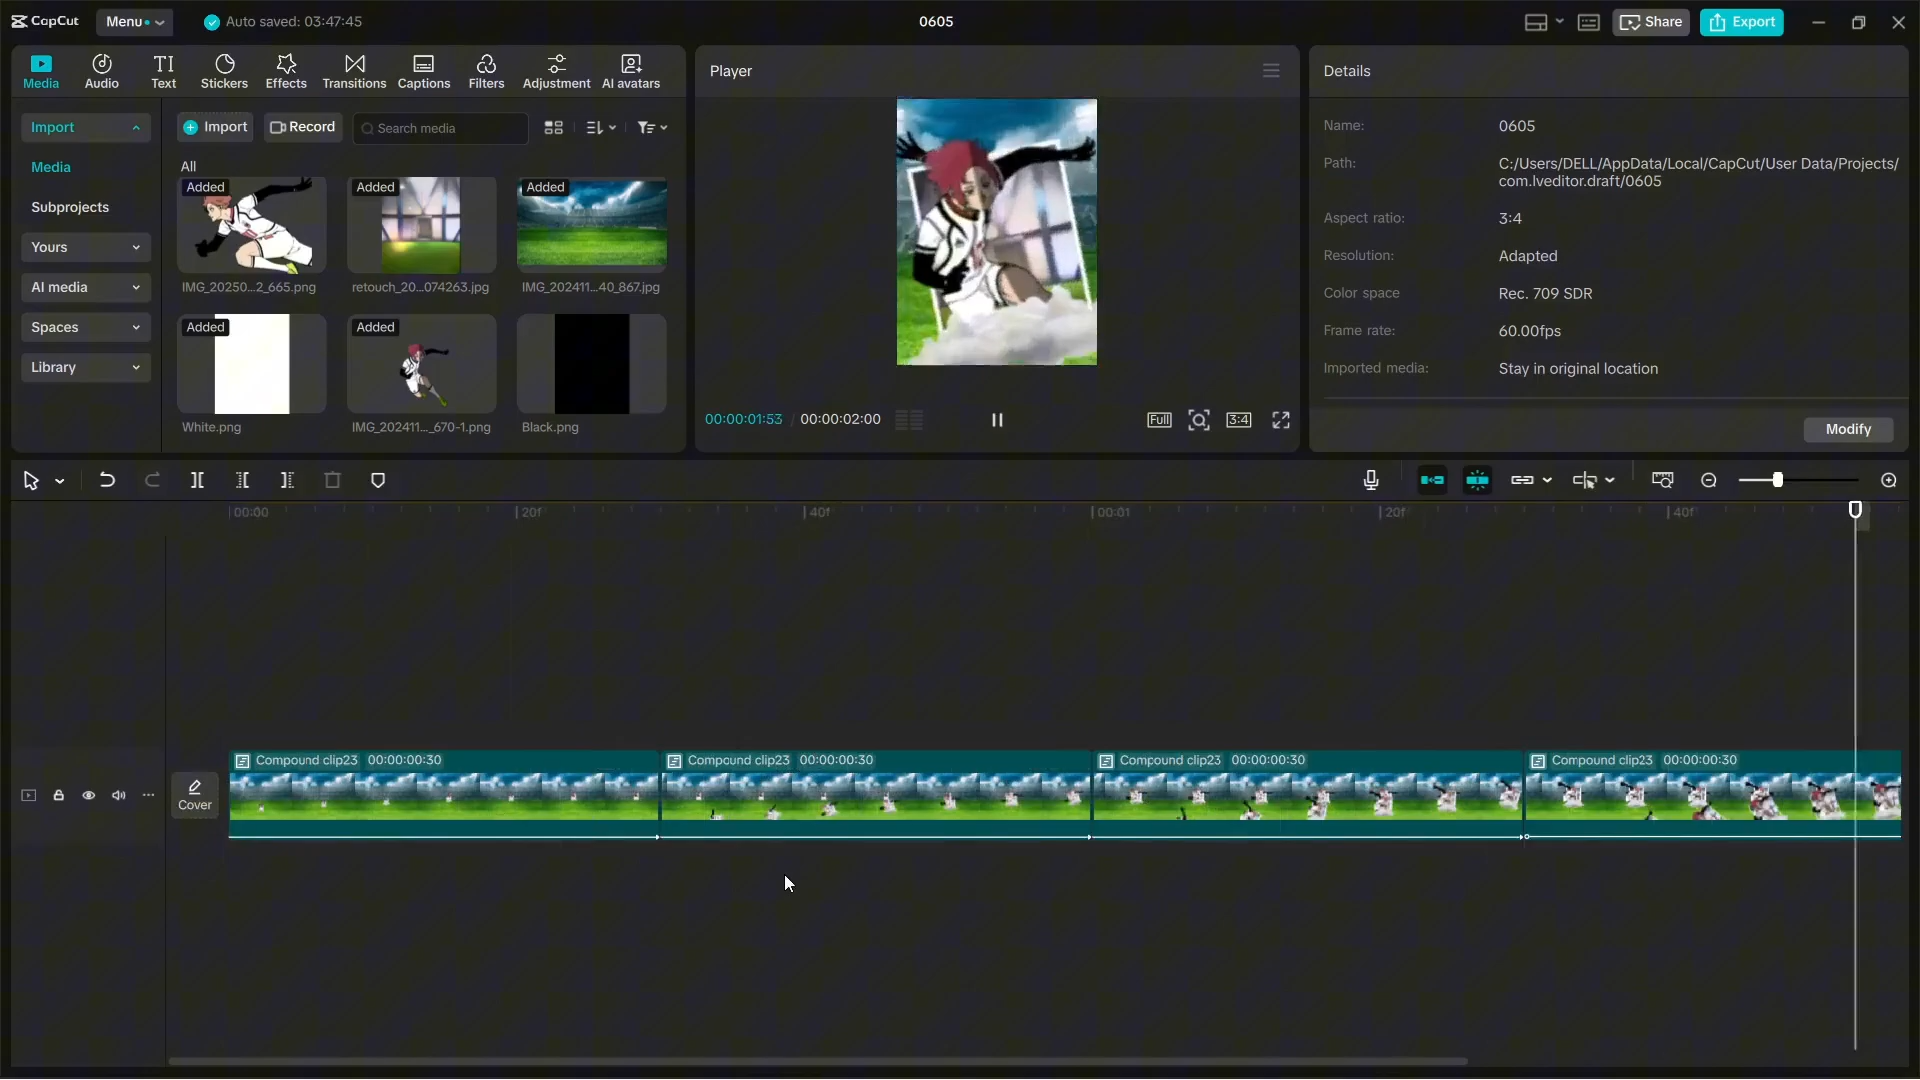 CapCut
Menu
Auto saved: 03:47:45
0605
Share
Export
Media
Audio
Text
Stickers
Effects
Transitions
Captions
Filters
Adjustment
AI avatars
Import
Media
Subprojects
Yours
AI media
Spaces
Library
Import
Record
Search media
All
Added
Added
Added
IMG_20250...2_665.png
retouch_20...074263.jpg
IMG_202411...40_867.jpg
Added
Added
White.png
IMG_202411..._670-1.png
Black.png
Player
00:00:01:53 / 00:00:02:00
Full
3:4
Details
Name: 0605
Path: C:/Users/DELL/AppData/Local/CapCut/User Data/Projects/
com.lveditor.draft/0605
Aspect ratio: 3:4
Resolution: Adapted
Color space Rec. 709 SDR
Frame rate: 60.00fps
Imported media: Stay in original location
Modify
00:00
20f
40f
00:01
20f
40f
Compound clip23 00:00:00:30
Compound clip23 00:00:00:30
Compound clip23 00:00:00:30
Compound clip23 00:00:00:30
Cover